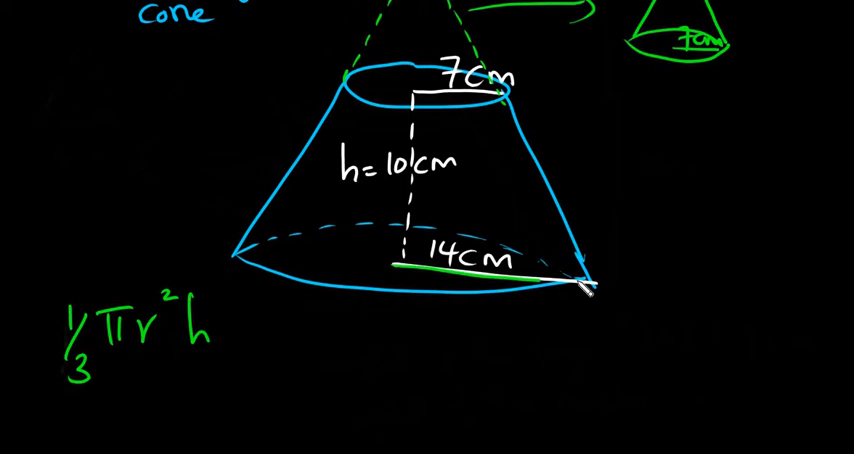 cone
7cm
7cm
h=10cm
14cm
1/3 πr²h